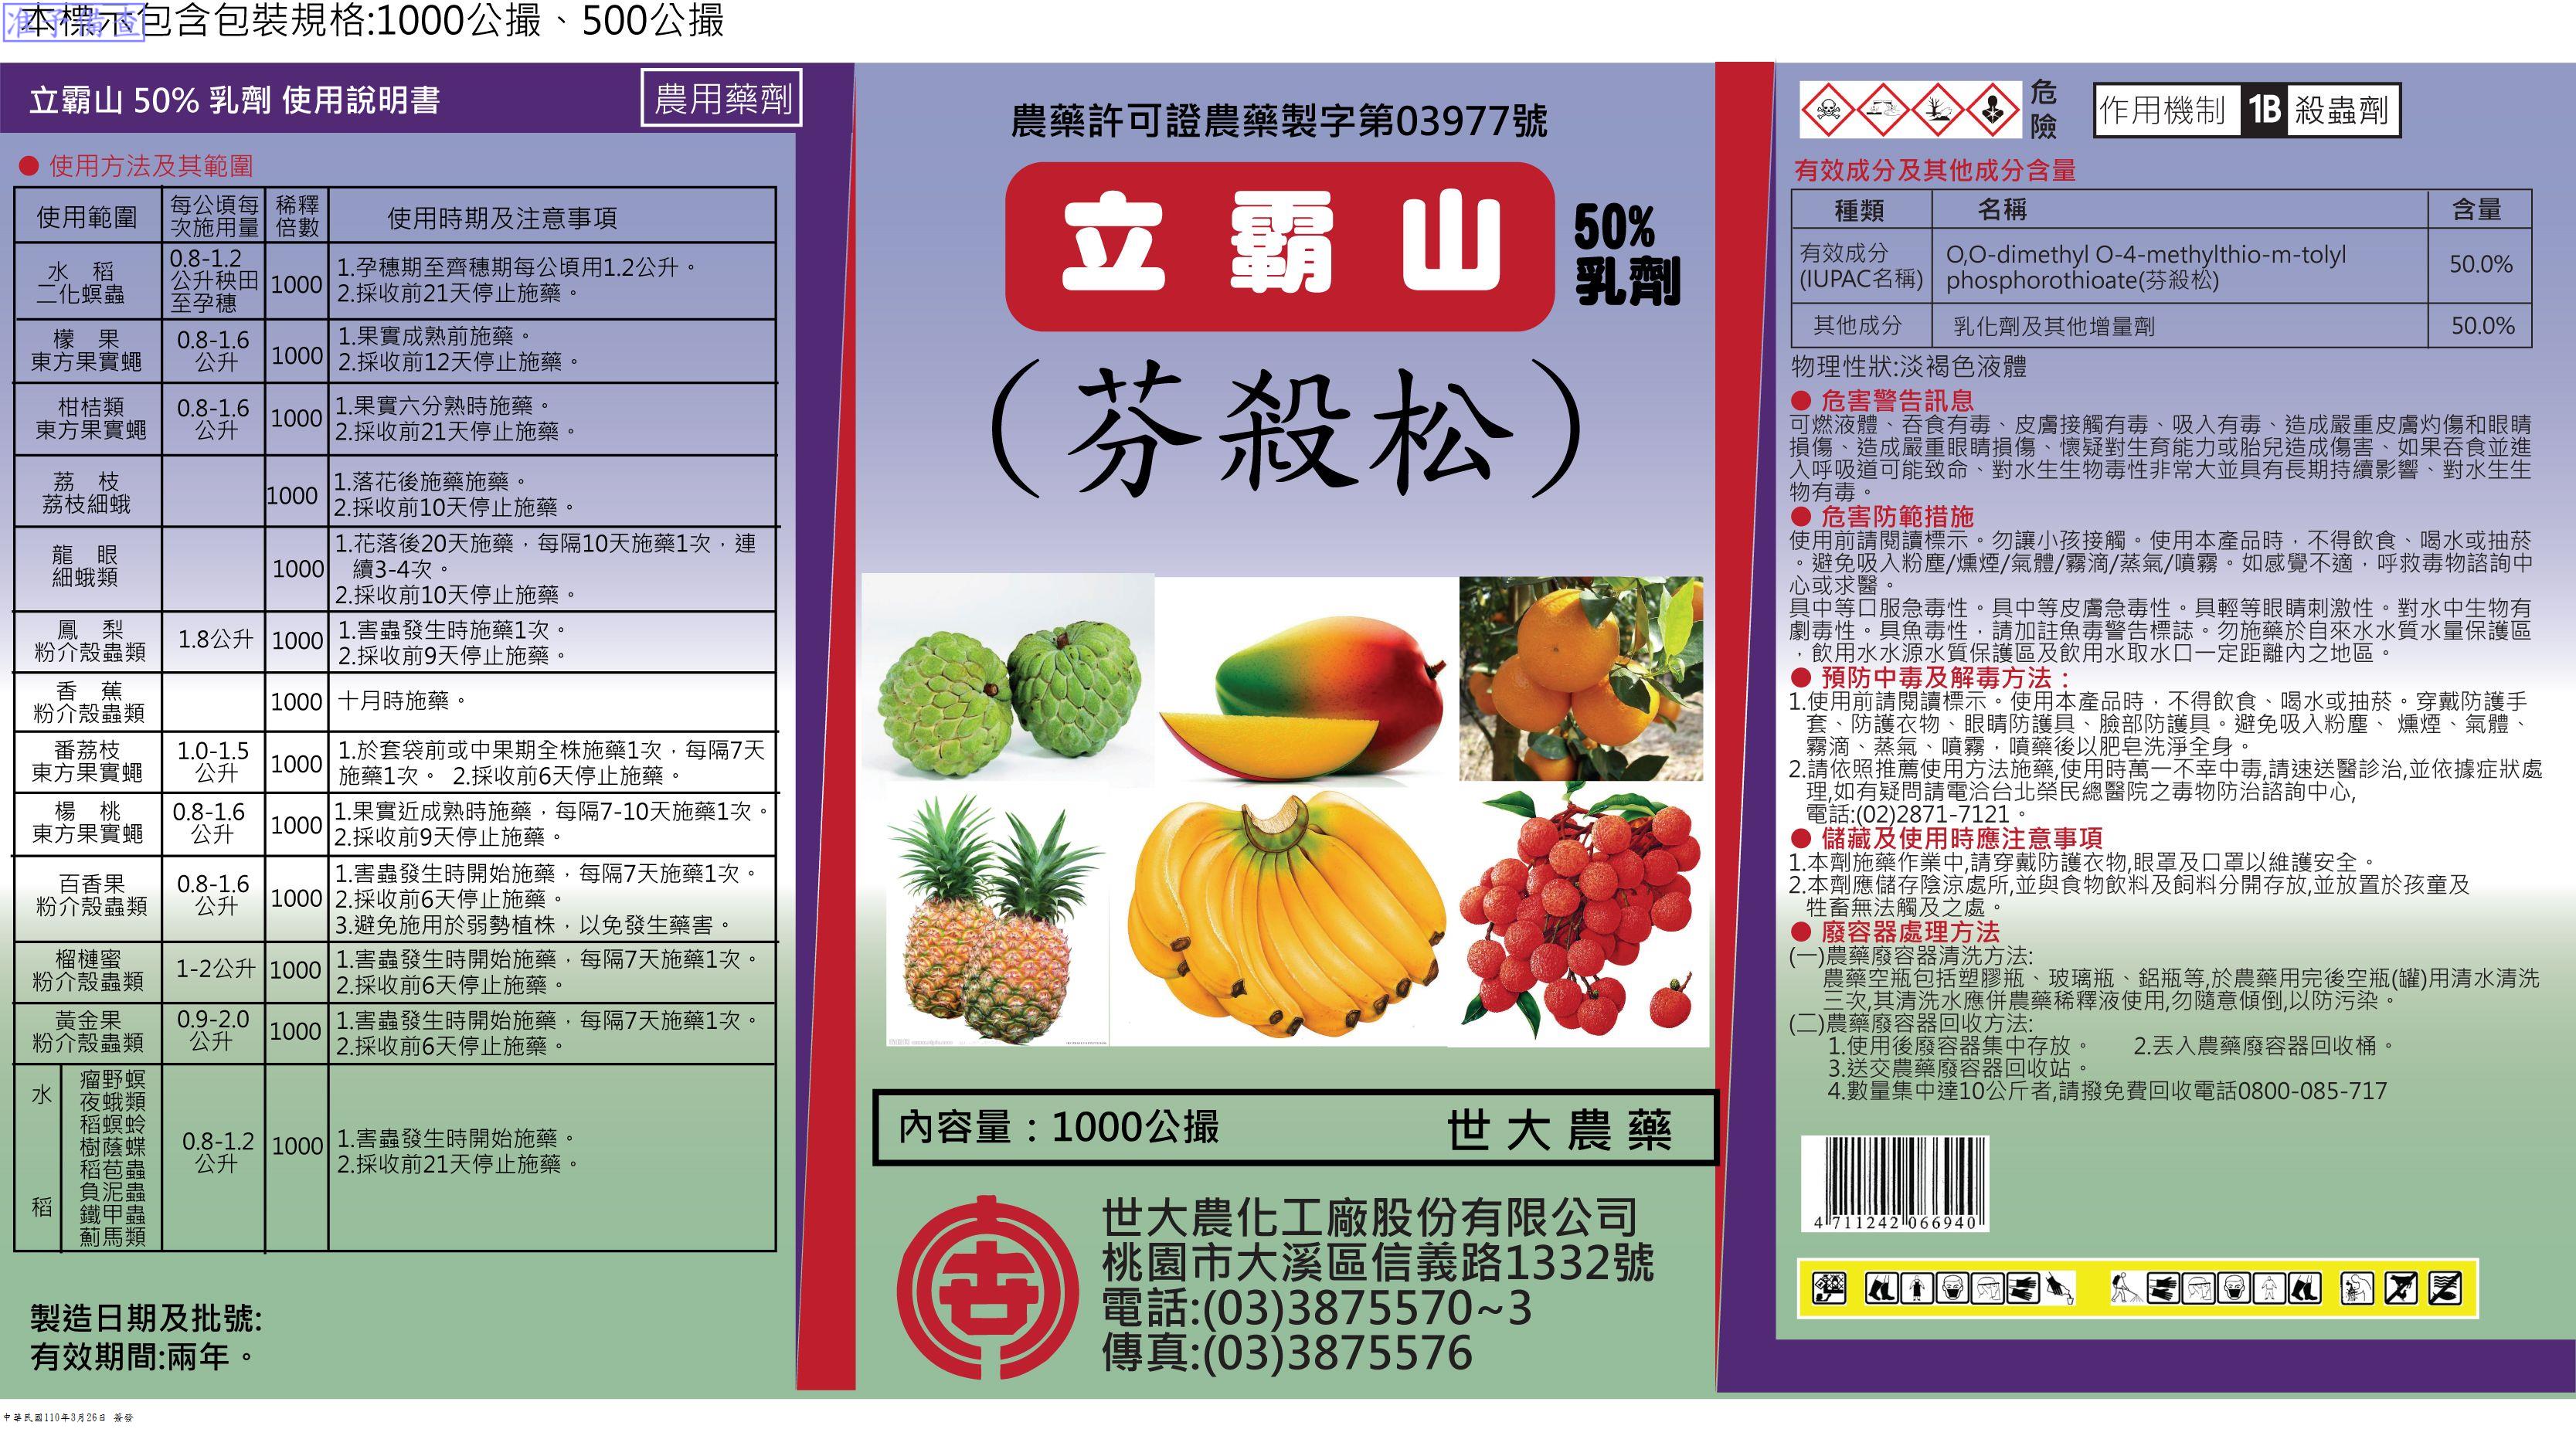 本標示包含包裝規格:1000公撮、500公撮
准予備查
立霸山 50% 乳劑 使用說明書
農用藥劑
● 使用方法及其範圍
使用範圍 每公頃每次施用量 稀釋倍數 使用時期及注意事項
水 稻
二化螟蟲
0.8-1.2
公升秧田
至孕穗
1000
1.孕穗期至齊穗期每公頃用1.2公升。
2.採收前21天停止施藥。
檬 果
東方果實蠅
0.8-1.6
公升
1000
1.果實成熟前施藥。
2.採收前12天停止施藥。
柑桔類
東方果實蠅
0.8-1.6
公升
1000
1.果實六分熟時施藥。
2.採收前21天停止施藥。
荔 枝
荔枝細蛾
1000
1.落花後施藥施藥。
2.採收前10天停止施藥。
龍 眼
細蛾類
1000
1.花落後20天施藥，每隔10天施藥1次，連
續3-4次。
2.採收前10天停止施藥。
鳳 梨
粉介殼蟲類
1.8公升
1000
1.害蟲發生時施藥1次。
2.採收前9天停止施藥。
香 蕉
粉介殼蟲類
1000
十月時施藥。
番荔枝
東方果實蠅
1.0-1.5
公升
1000
1.於套袋前或中果期全株施藥1次，每隔7天
施藥1次。 2.採收前6天停止施藥。
楊 桃
東方果實蠅
0.8-1.6
公升
1000
1.果實近成熟時施藥，每隔7-10天施藥1次。
2.採收前9天停止施藥。
百香果
粉介殼蟲類
0.8-1.6
公升
1000
1.害蟲發生時開始施藥，每隔7天施藥1次。
2.採收前6天停止施藥。
3.避免施用於弱勢植株，以免發生藥害。
榴槤蜜
粉介殼蟲類
1-2公升
1000
1.害蟲發生時開始施藥，每隔7天施藥1次。
2.採收前6天停止施藥。
黃金果
粉介殼蟲類
0.9-2.0
公升
1000
1.害蟲發生時開始施藥，每隔7天施藥1次。
2.採收前6天停止施藥。
水
稻
瘤野螟
夜蛾類
稻螟蛉
樹蔭蝶
稻苞蟲
負泥蟲
鐵甲蟲
薊馬類
0.8-1.2
公升
1000
1.害蟲發生時開始施藥。
2.採收前21天停止施藥。
製造日期及批號:
有效期間:兩年。
農藥許可證農藥製字第03977號
立霸山
50%
乳劑
(芬殺松)
內容量：1000公撮
世大農藥
世大農化工廠股份有限公司
桃園市大溪區信義路1332號
電話:(03)3875570~3
傳真:(03)3875576
危
險
作用機制 1B 殺蟲劑
有效成分及其他成分含量
種類 名稱 含量
有效成分
(IUPAC名稱)
O,O-dimethyl O-4-methylthio-m-tolyl
phosphorothioate(芬殺松)
50.0%
其他成分 乳化劑及其他增量劑 50.0%
物理性狀:淡褐色液體
● 危害警告訊息
可燃液體、吞食有毒、皮膚接觸有毒、吸入有毒、造成嚴重皮膚灼傷和眼睛
損傷、造成嚴重眼睛損傷、懷疑對生育能力或胎兒造成傷害、如果吞食並進
入呼吸道可能致命、對水生生物毒性非常大並具有長期持續影響、對水生生
物有毒。
● 危害防範措施
使用前請閱讀標示。勿讓小孩接觸。使用本產品時，不得飲食、喝水或抽菸
。避免吸入粉塵/燻煙/氣體/霧滴/蒸氣/噴霧。如感覺不適，呼救毒物諮詢中
心或求醫。
具中等口服急毒性。具中等皮膚急毒性。具輕等眼睛刺激性。對水中生物有
劇毒性。具魚毒性，請加註魚毒警告標誌。勿施藥於自來水水質水量保護區
，飲用水水源水質保護區及飲用水取水口一定距離內之地區。
● 預防中毒及解毒方法：
1.使用前請閱讀標示。使用本產品時，不得飲食、喝水或抽菸。穿戴防護手
套、防護衣物、眼睛防護具、臉部防護具。避免吸入粉塵、 燻煙、氣體、
霧滴、蒸氣、噴霧，噴藥後以肥皂洗淨全身。
2.請依照推薦使用方法施藥,使用時萬一不幸中毒,請速送醫診治,並依據症狀處
理,如有疑問請電洽台北榮民總醫院之毒物防治諮詢中心,
電話:(02)2871-7121。
● 儲藏及使用時應注意事項
1.本劑施藥作業中,請穿戴防護衣物,眼罩及口罩以維護安全。
2.本劑應儲存陰涼處所,並與食物飲料及飼料分開存放,並放置於孩童及
牲畜無法觸及之處。
● 廢容器處理方法
(一)農藥廢容器清洗方法:
農藥空瓶包括塑膠瓶、玻璃瓶、鋁瓶等,於農藥用完後空瓶(罐)用清水清洗
三次,其清洗水應併農藥稀釋液使用,勿隨意傾倒,以防污染。
(二)農藥廢容器回收方法:
1.使用後廢容器集中存放。 2.丟入農藥廢容器回收桶。
3.送交農藥廢容器回收站。
4.數量集中達10公斤者,請撥免費回收電話0800-085-717
4 711242 066940
中華民國110年3月26日 簽發